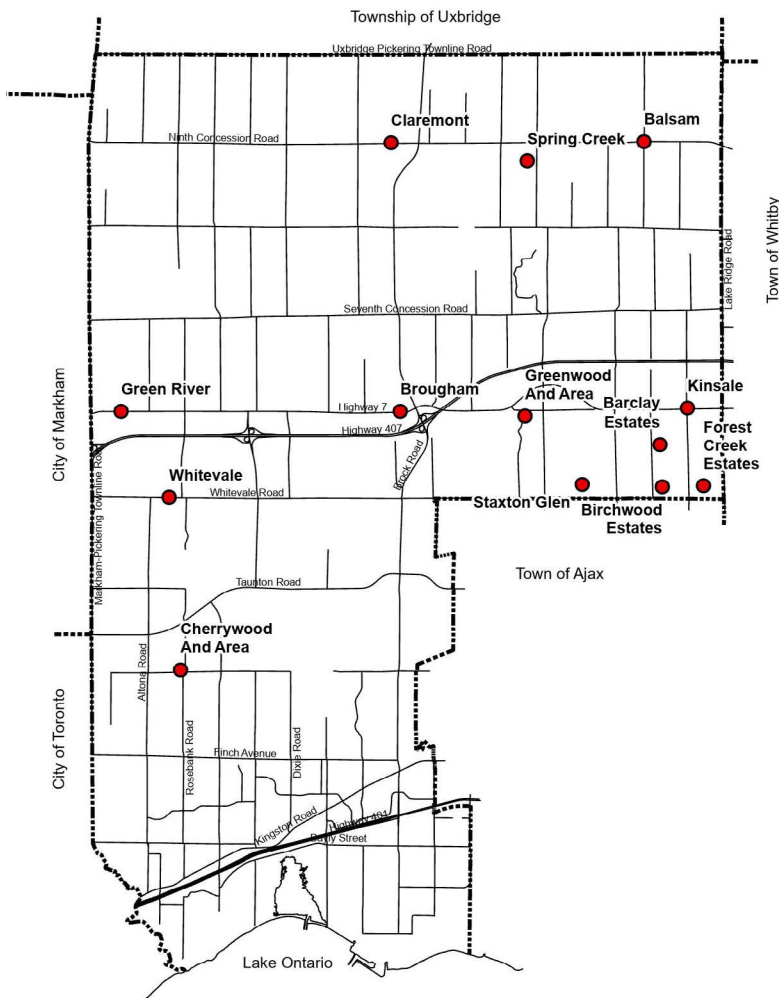 Township of Uxbridge
Uxbridge Pickering Townline Road
Claremont
Balsam
Ninth Concession Road
Spring Creek
Town of Whitby
Lake Ridge Road
Seventh Concession Road
City of Markham
Green River
Brougham
Greenwood
And Area
Kinsale
Barclay
Estates
Highway 7
Highway 407
Forest
Creek
Estates
Brock Road
Whitevale
Whitevale Road
Staxton Glen
Birchwood
Estates
Markham-Pickering Townline Road
Town of Ajax
Taunton Road
Cherrywood
And Area
Altona Road
City of Toronto
Rosebank Road
Dixie Road
Finch Avenue
Kingston Road
Highway 401
Bayly Street
Lake Ontario